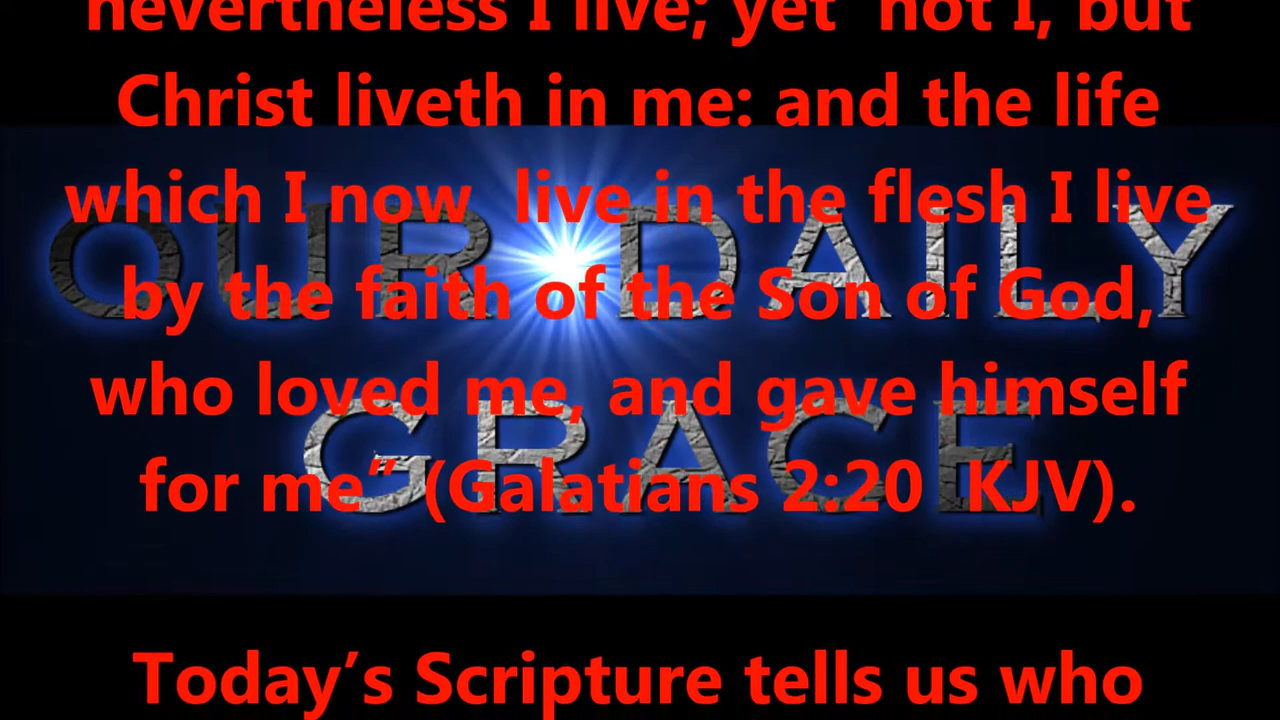 nevertheless I live; yet not I, but
Christ liveth in me: and the life
which I now live in the flesh I live
by the faith of the Son of God,
who loved me, and gave himself
for me” (Galatians 2:20 KJV).
Today’s Scripture tells us who
OUR DAILY
GRACE